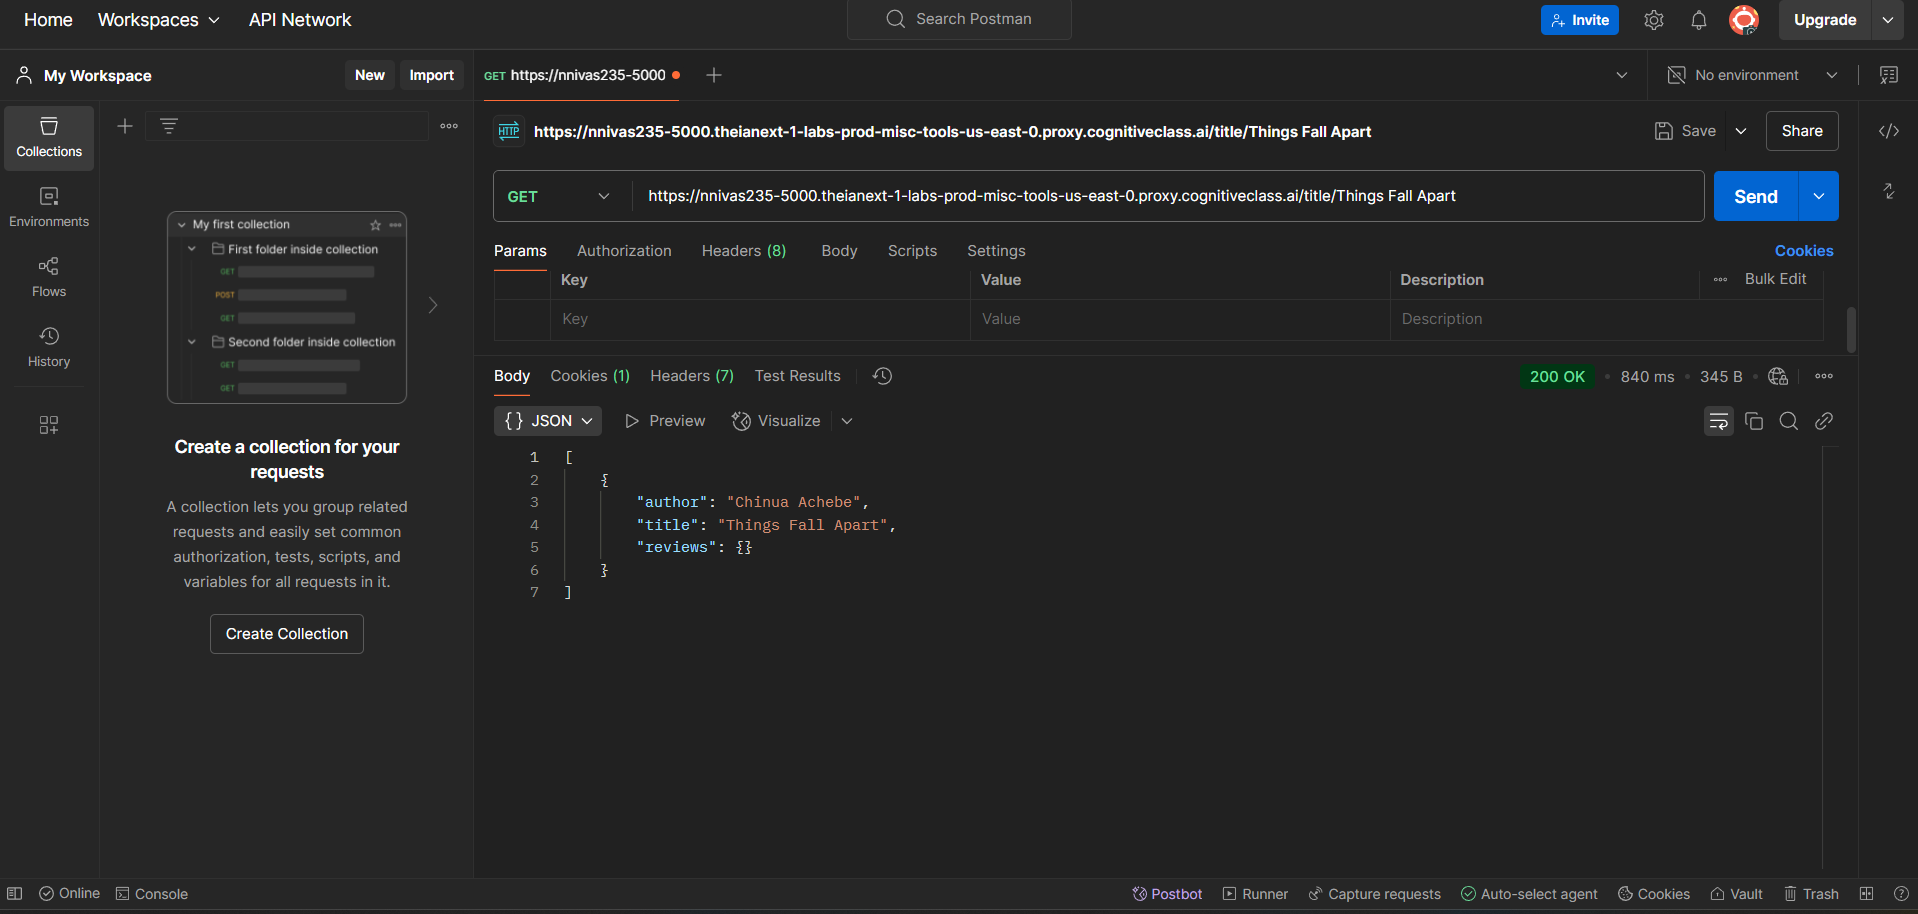 Home Workspaces API Network Search Postman Invite Upgrade
My Workspace New Import GET https://nnivas235-5000 No environment
Collections
Environments
Flows
History
My first collection
First folder inside collection
GET
POST
GET
Second folder inside collection
GET
GET
Create a collection for your
requests
A collection lets you group related
requests and easily set common
authorization, tests, scripts, and
variables for all requests in it.
Create Collection
HTTP https://nnivas235-5000.theianext-1-labs-prod-misc-tools-us-east-0.proxy.cognitiveclass.ai/title/Things Fall Apart Save Share
GET https://nnivas235-5000.theianext-1-labs-prod-misc-tools-us-east-0.proxy.cognitiveclass.ai/title/Things Fall Apart Send
Params Authorization Headers (8) Body Scripts Settings Cookies
Key Value Description Bulk Edit
Key Value Description
Body Cookies (1) Headers (7) Test Results 200 OK 840 ms 345 B
{} JSON Preview Visualize
1 [
2 {
3 "author": "Chinua Achebe",
4 "title": "Things Fall Apart",
5 "reviews": {}
6 }
7 ]
Online Console Postbot Runner Capture requests Auto-select agent Cookies Vault Trash